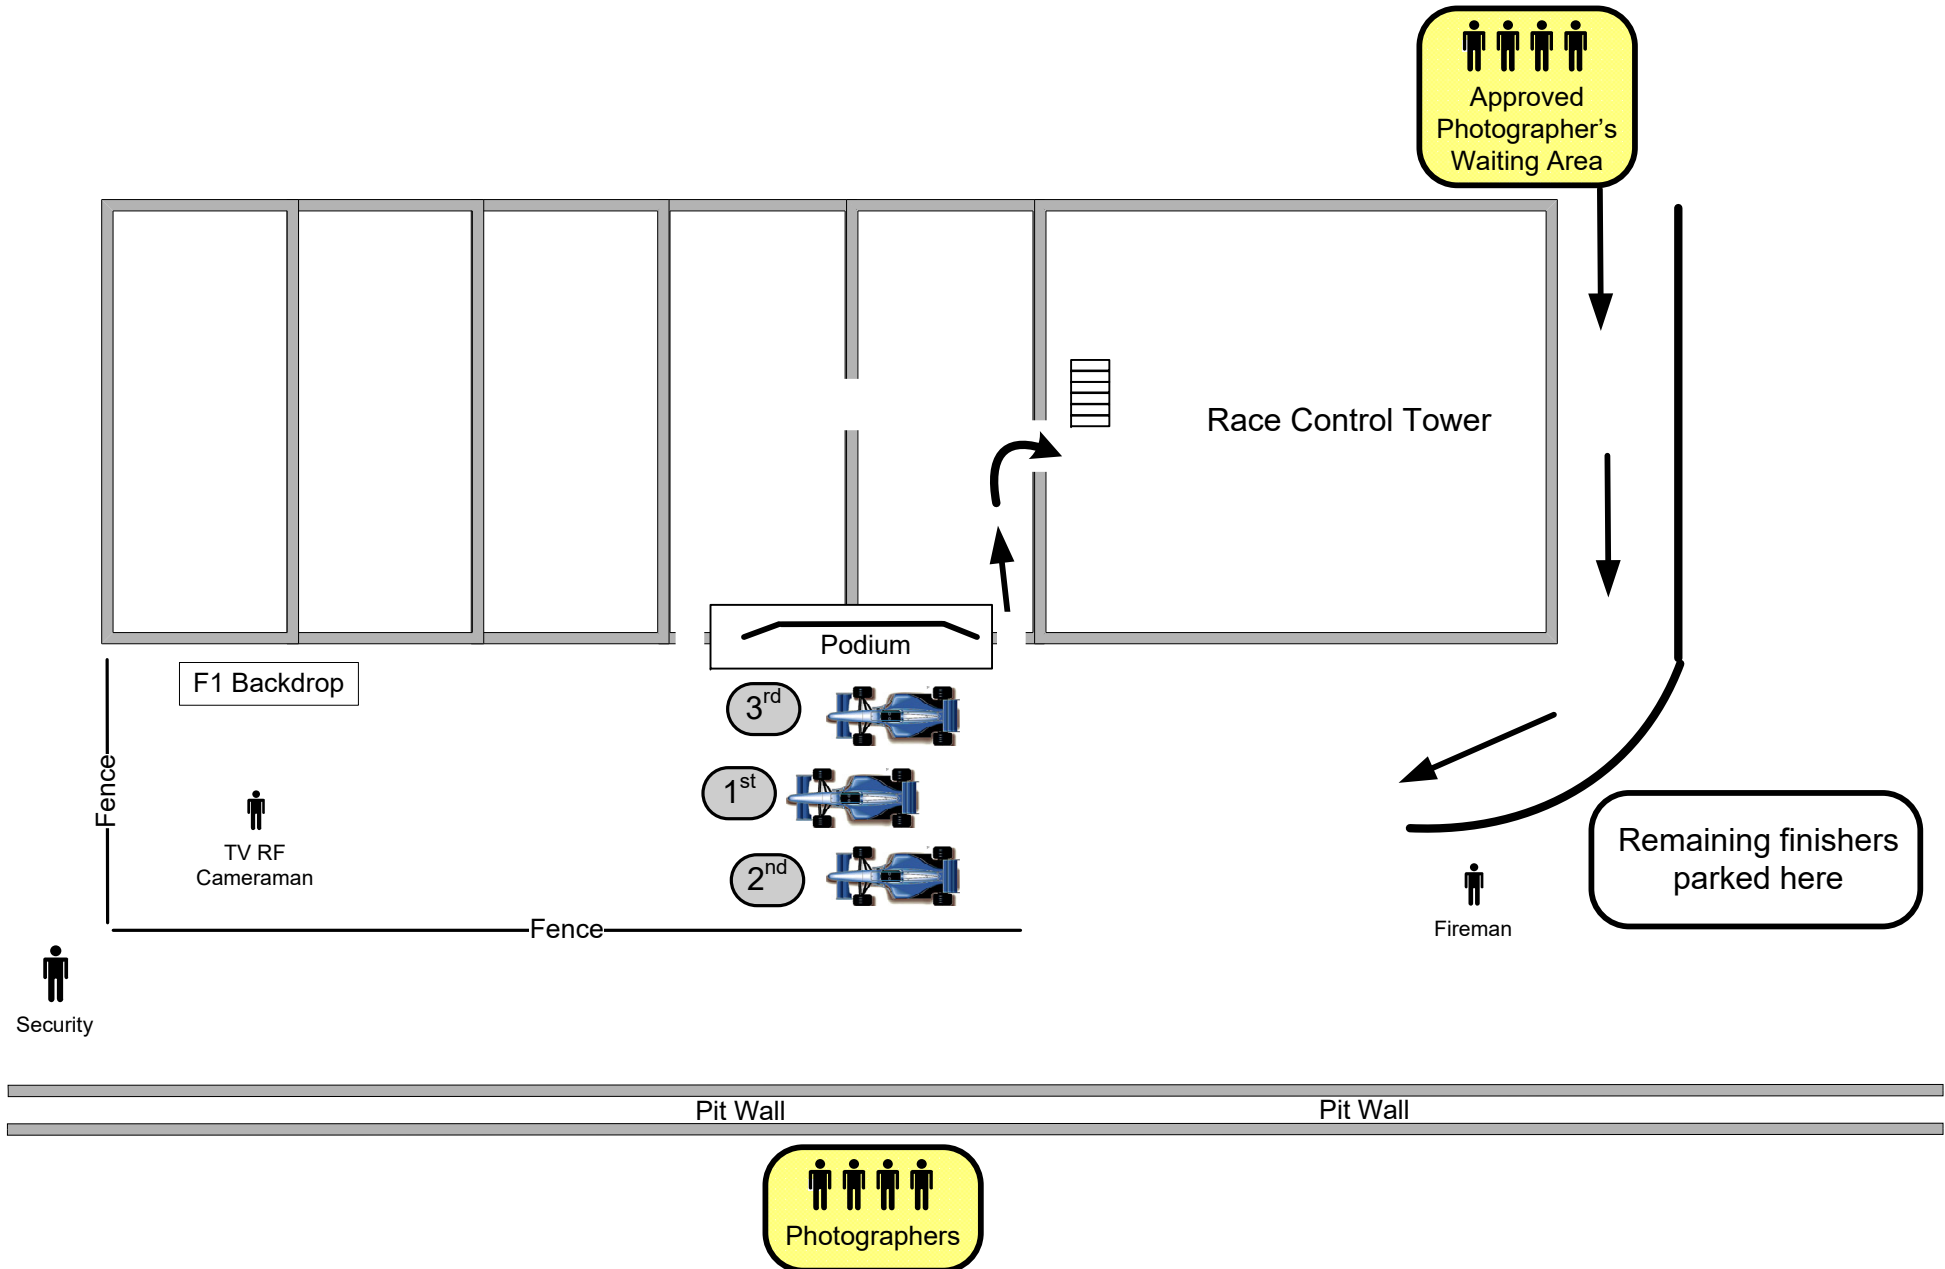 Approved
Photographer’s
Waiting Area
Race Control Tower
Podium
F1 Backdrop
3rd
1st
2nd
Fence
TV RF
Cameraman
Remaining finishers
parked here
Fireman
Fence
Security
Pit Wall
Pit Wall
Photographers